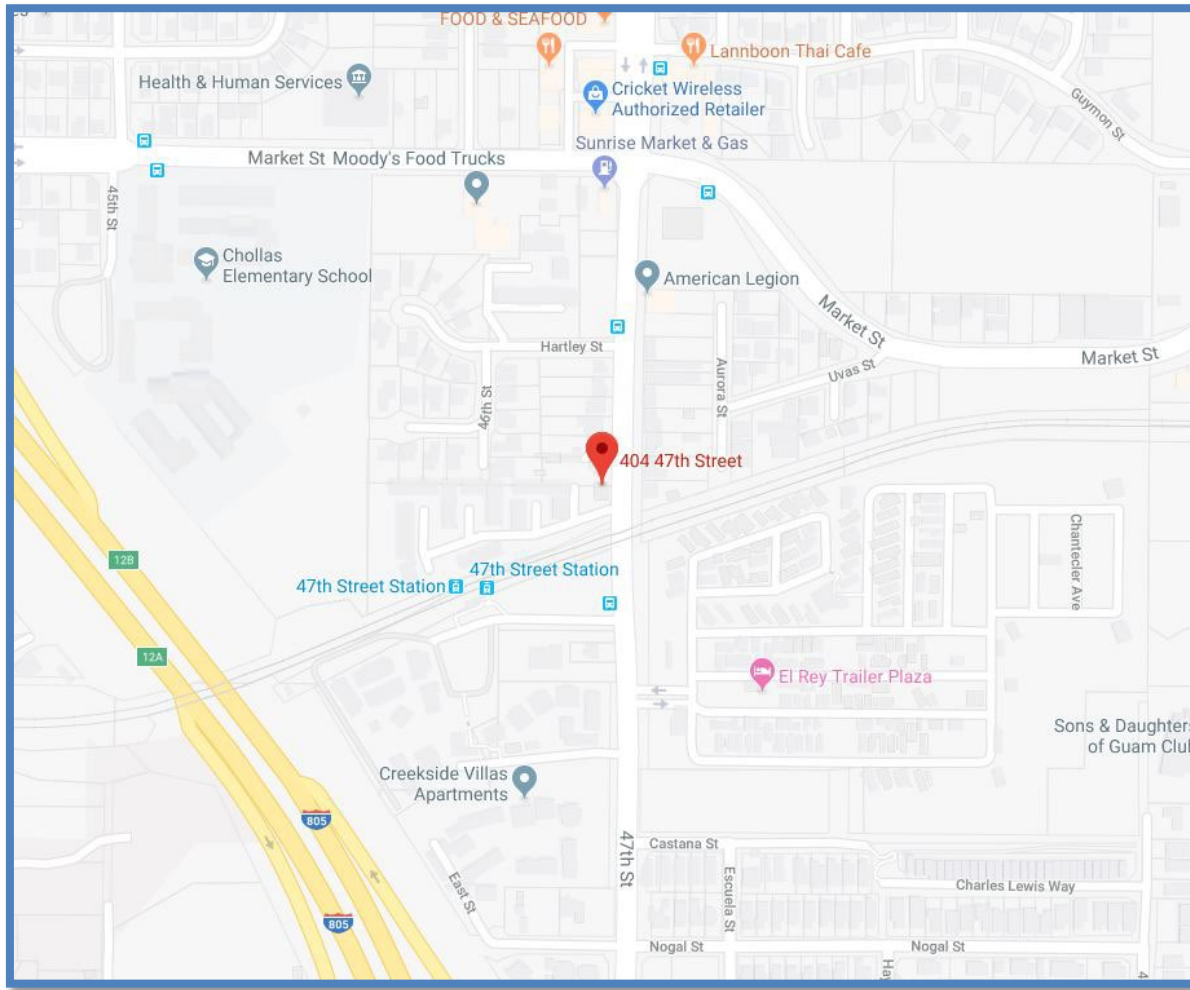 FOOD & SEAFOOD
Lannboon Thai Cafe
Health & Human Services
Cricket Wireless
Authorized Retailer
Guymon St
Sunrise Market & Gas
Market St
Moody's Food Trucks
45th St
Chollas
Elementary School
American Legion
Market St
Hartley St
Market St
Uvas St
Aurora St
46th St
404 47th Street
Chantecler Ave
12B
47th Street Station
47th Street Station
12A
El Rey Trailer Plaza
Sons & Daughters
of Guam Club
Creekside Villas
Apartments
805
47th St
Castana St
Escuela St
East St
Charles Lewis Way
805
Nogal St
Nogal St